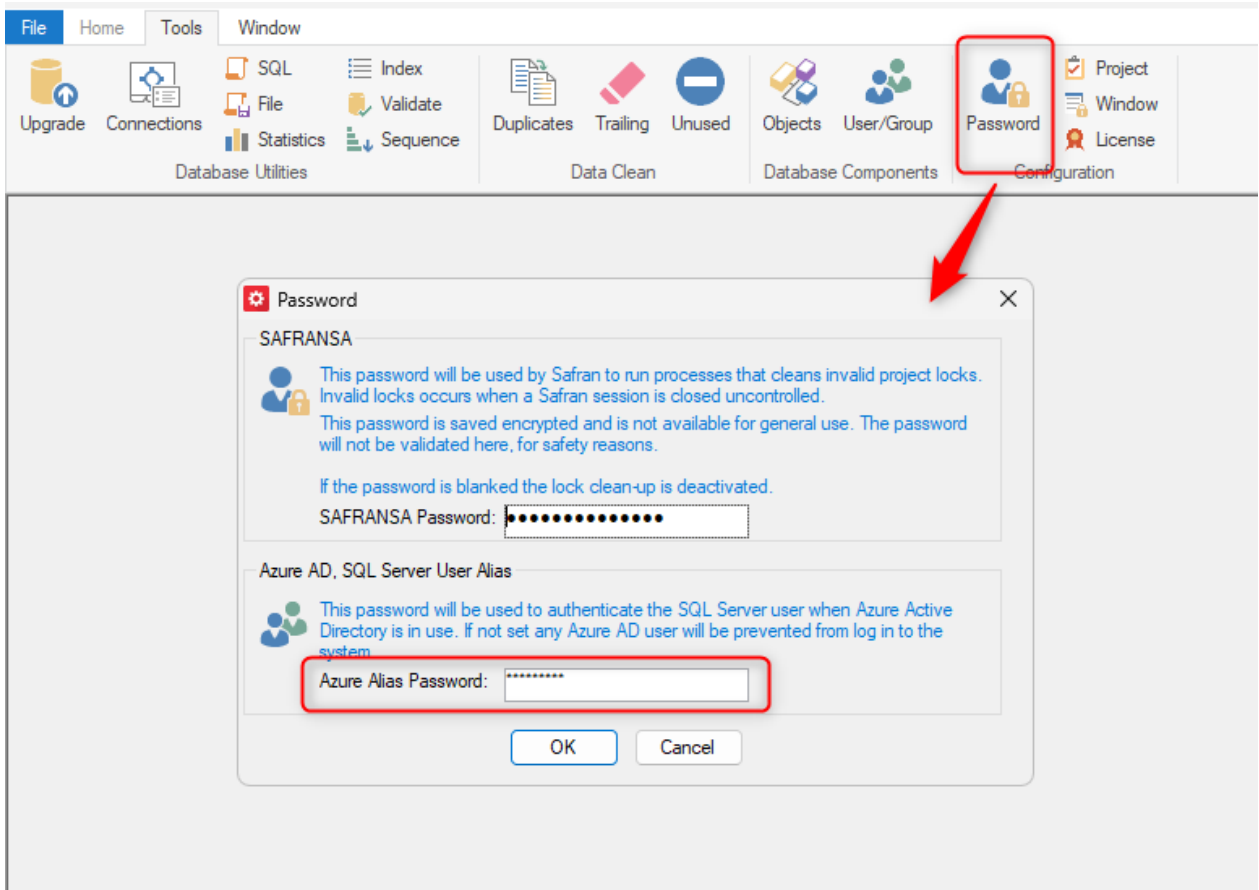 File Home Tools Window
Upgrade
Connections
SQL
File
Statistics
Index
Validate
Sequence
Database Utilities
Duplicates
Trailing
Unused
Data Clean
Objects
User/Group
Database Components
Password
Project
Window
License
Configuration
Password
SAFRANSA
This password will be used by Safran to run processes that cleans invalid project locks.
Invalid locks occurs when a Safran session is closed uncontrolled.
This password is saved encrypted and is not available for general use. The password
will not be validated here, for safety reasons.
If the password is blanked the lock clean-up is deactivated.
SAFRANSA Password: ●●●●●●●●●●●●●●
Azure AD, SQL Server User Alias
This password will be used to authenticate the SQL Server user when Azure Active
Directory is in use. If not set any Azure AD user will be prevented from log in to the
system.
Azure Alias Password: *********
OK
Cancel